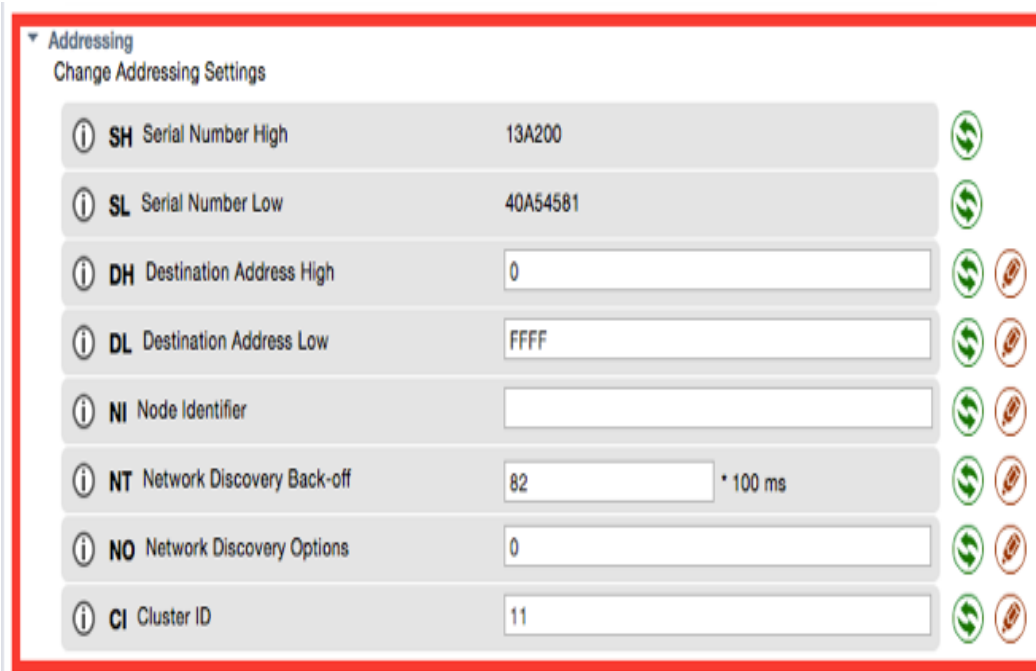 Addressing
Change Addressing Settings
SH Serial Number High 13A200
SL Serial Number Low 40A54581
DH Destination Address High 0
DL Destination Address Low FFFF
NI Node Identifier
NT Network Discovery Back-off 82 * 100 ms
NO Network Discovery Options 0
CI Cluster ID 11